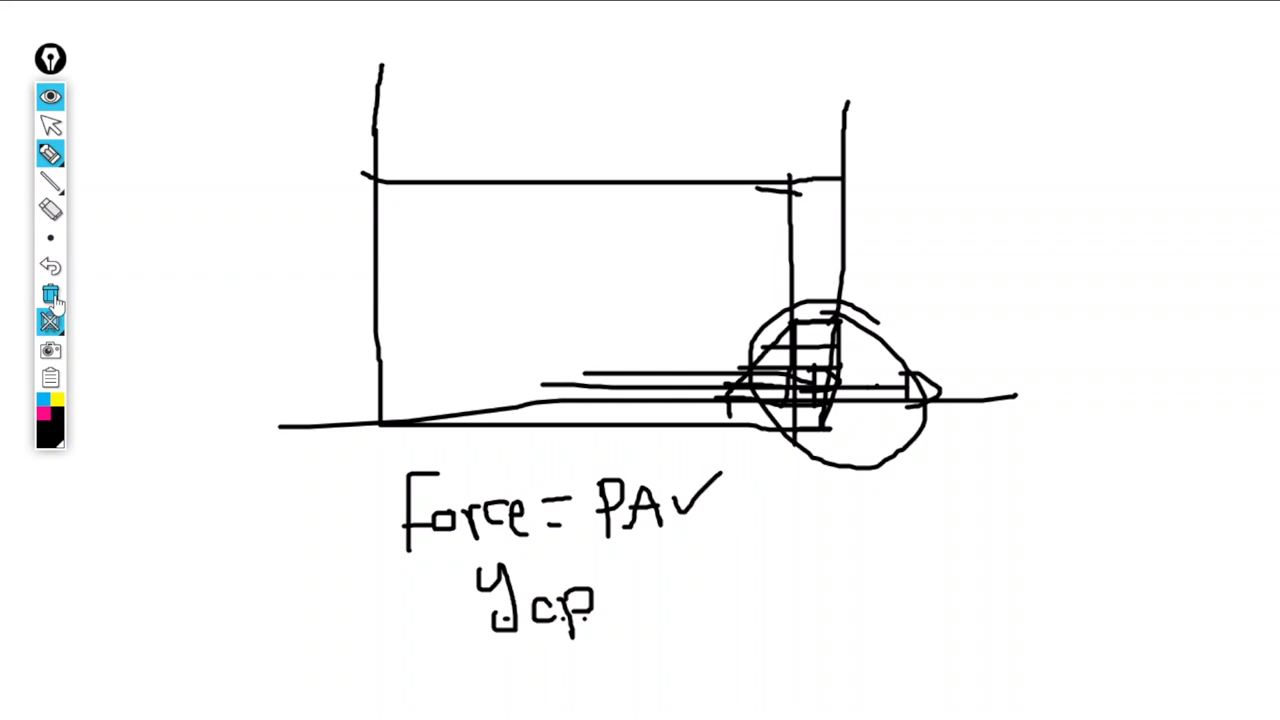 Force = PA✓
ycp